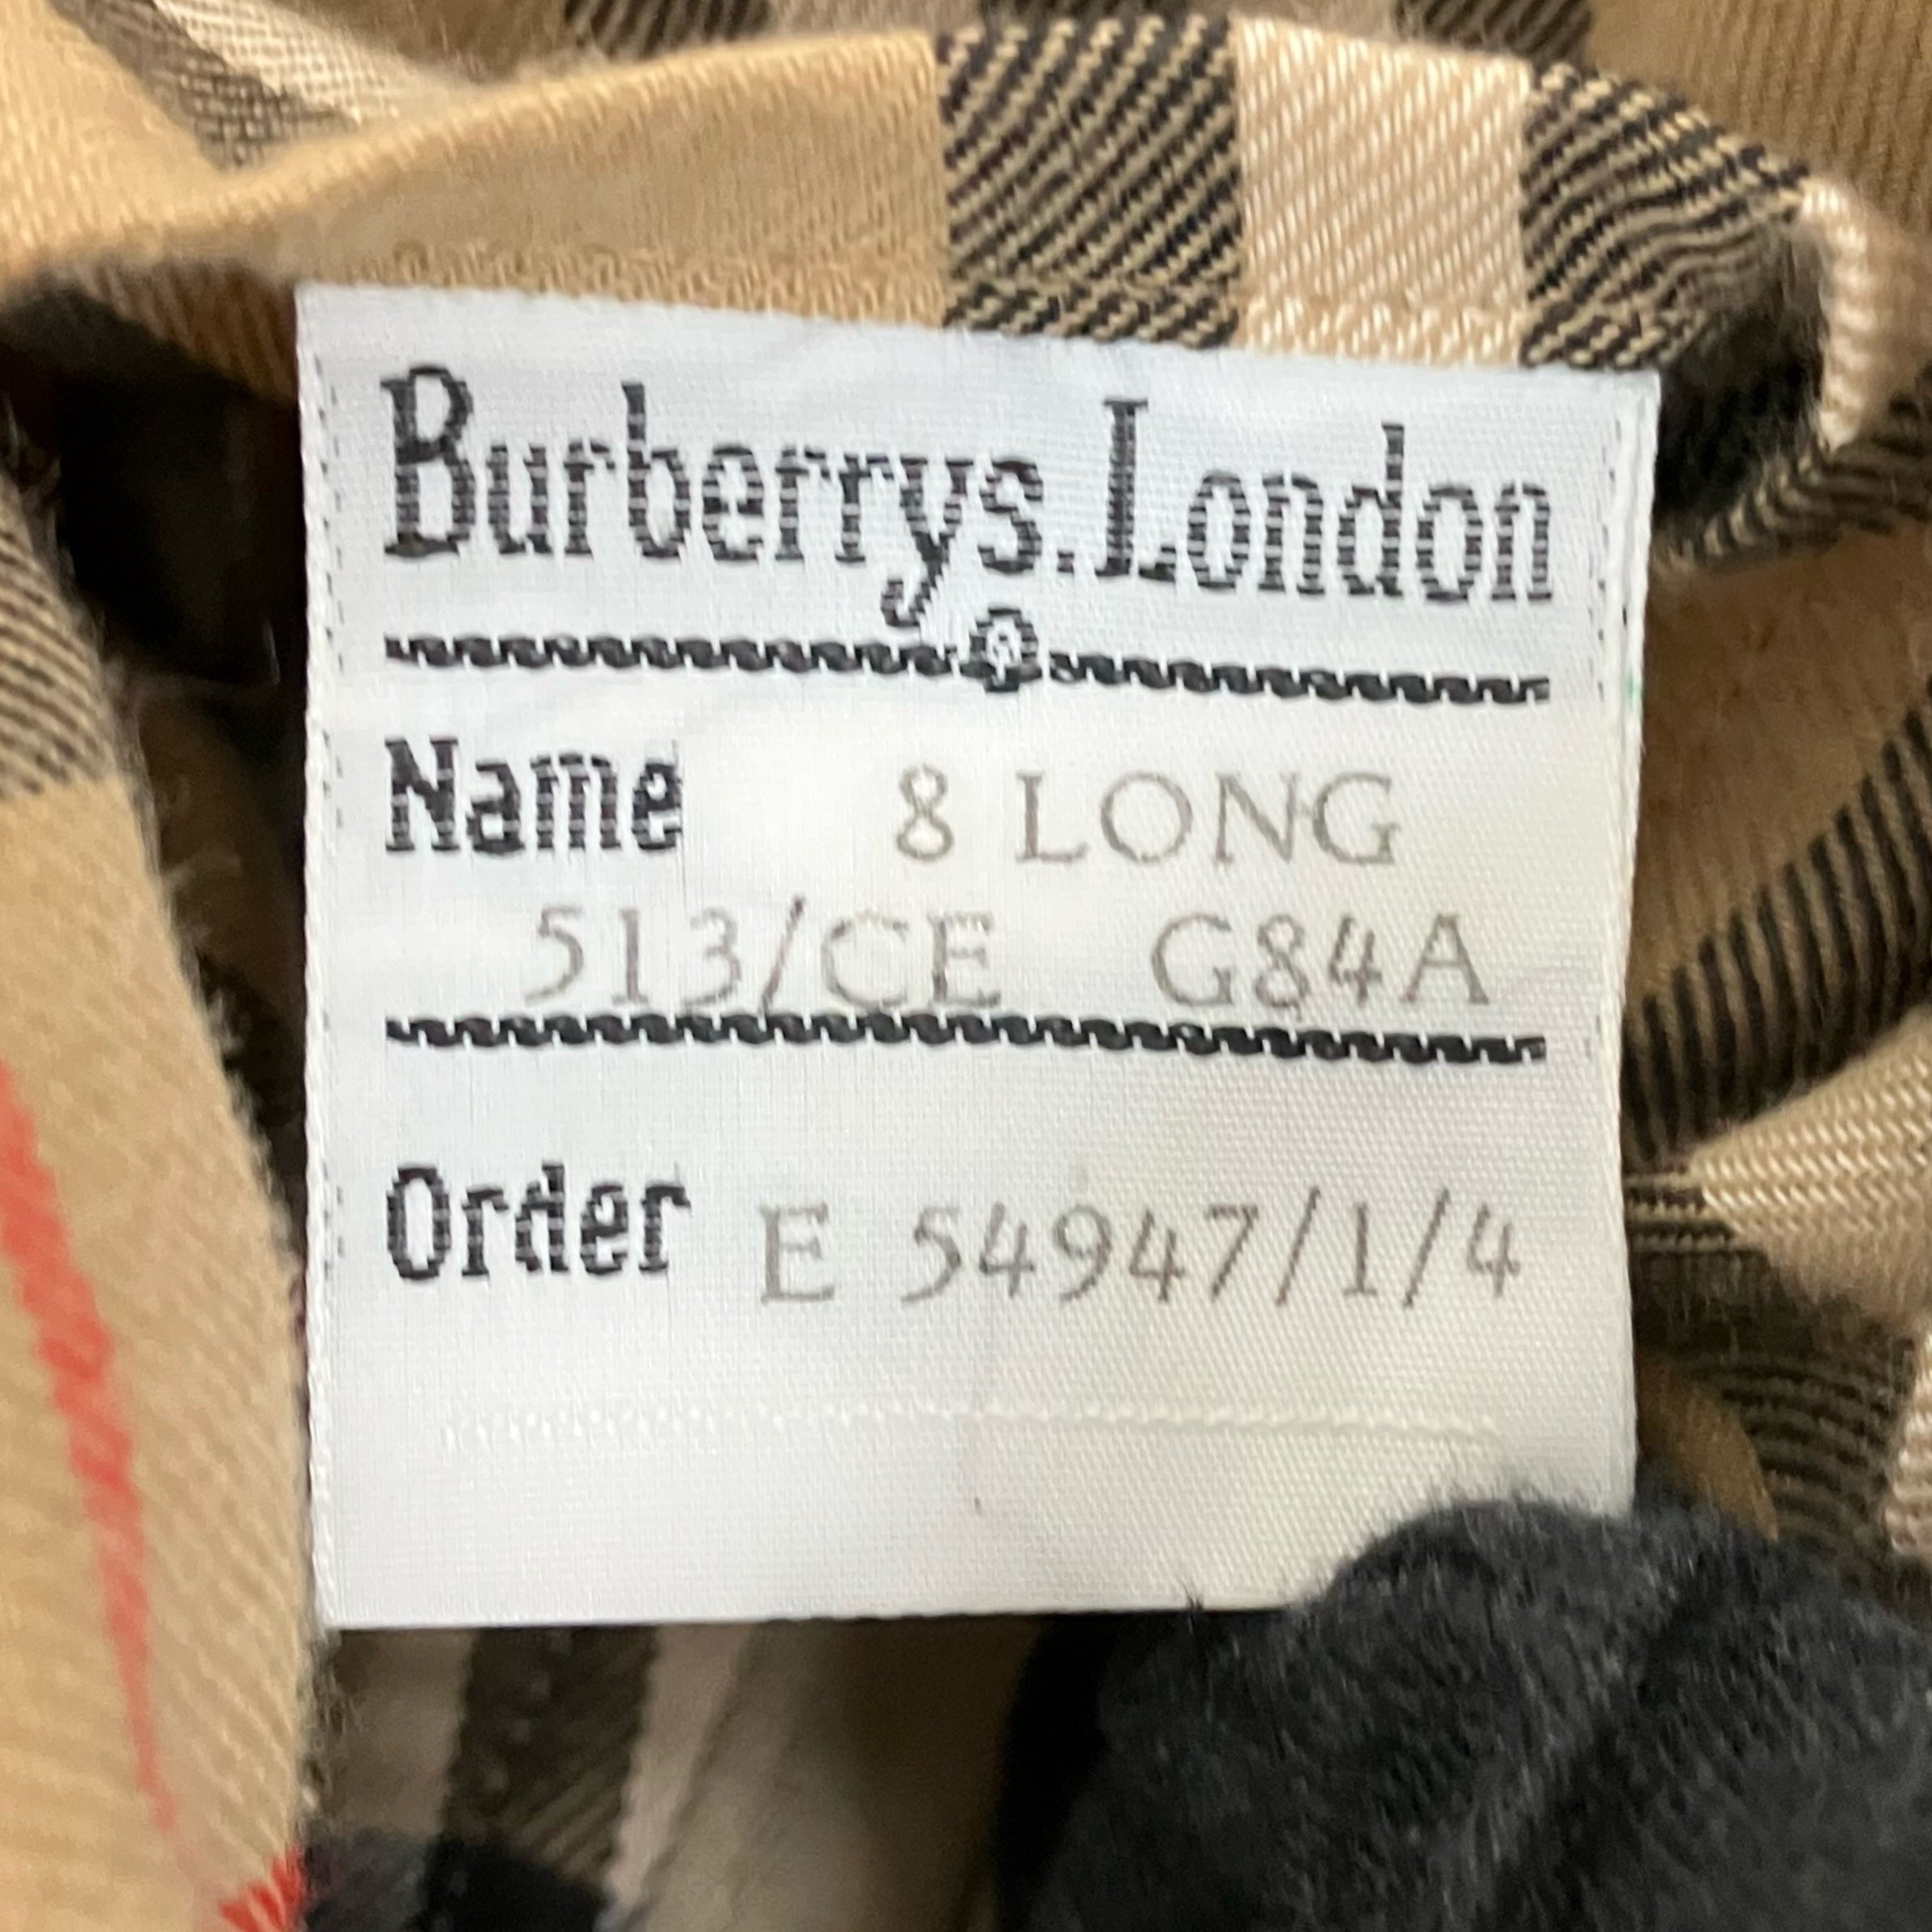 Burberrys. London
Name 8 LONG
513/CE G84A
Order E 54947/1/4